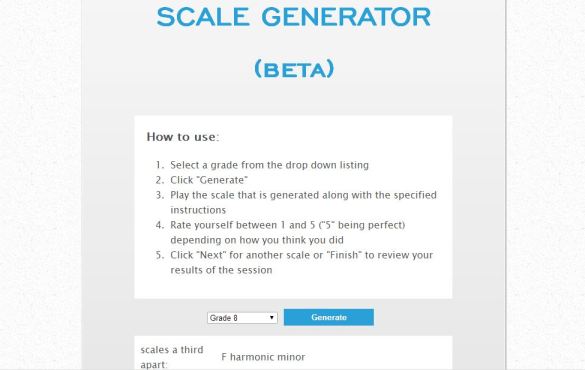 SCALE GENERATOR
(BETA)
How to use:
1. Select a grade from the drop down listing
2. Click "Generate"
3. Play the scale that is generated along with the specified
instructions
4. Rate yourself between 1 and 5 ("5" being perfect)
depending on how you think you did
5. Click "Next" for another scale or "Finish" to review your
results of the session
Grade 8 Generate
scales a third
apart: F harmonic minor